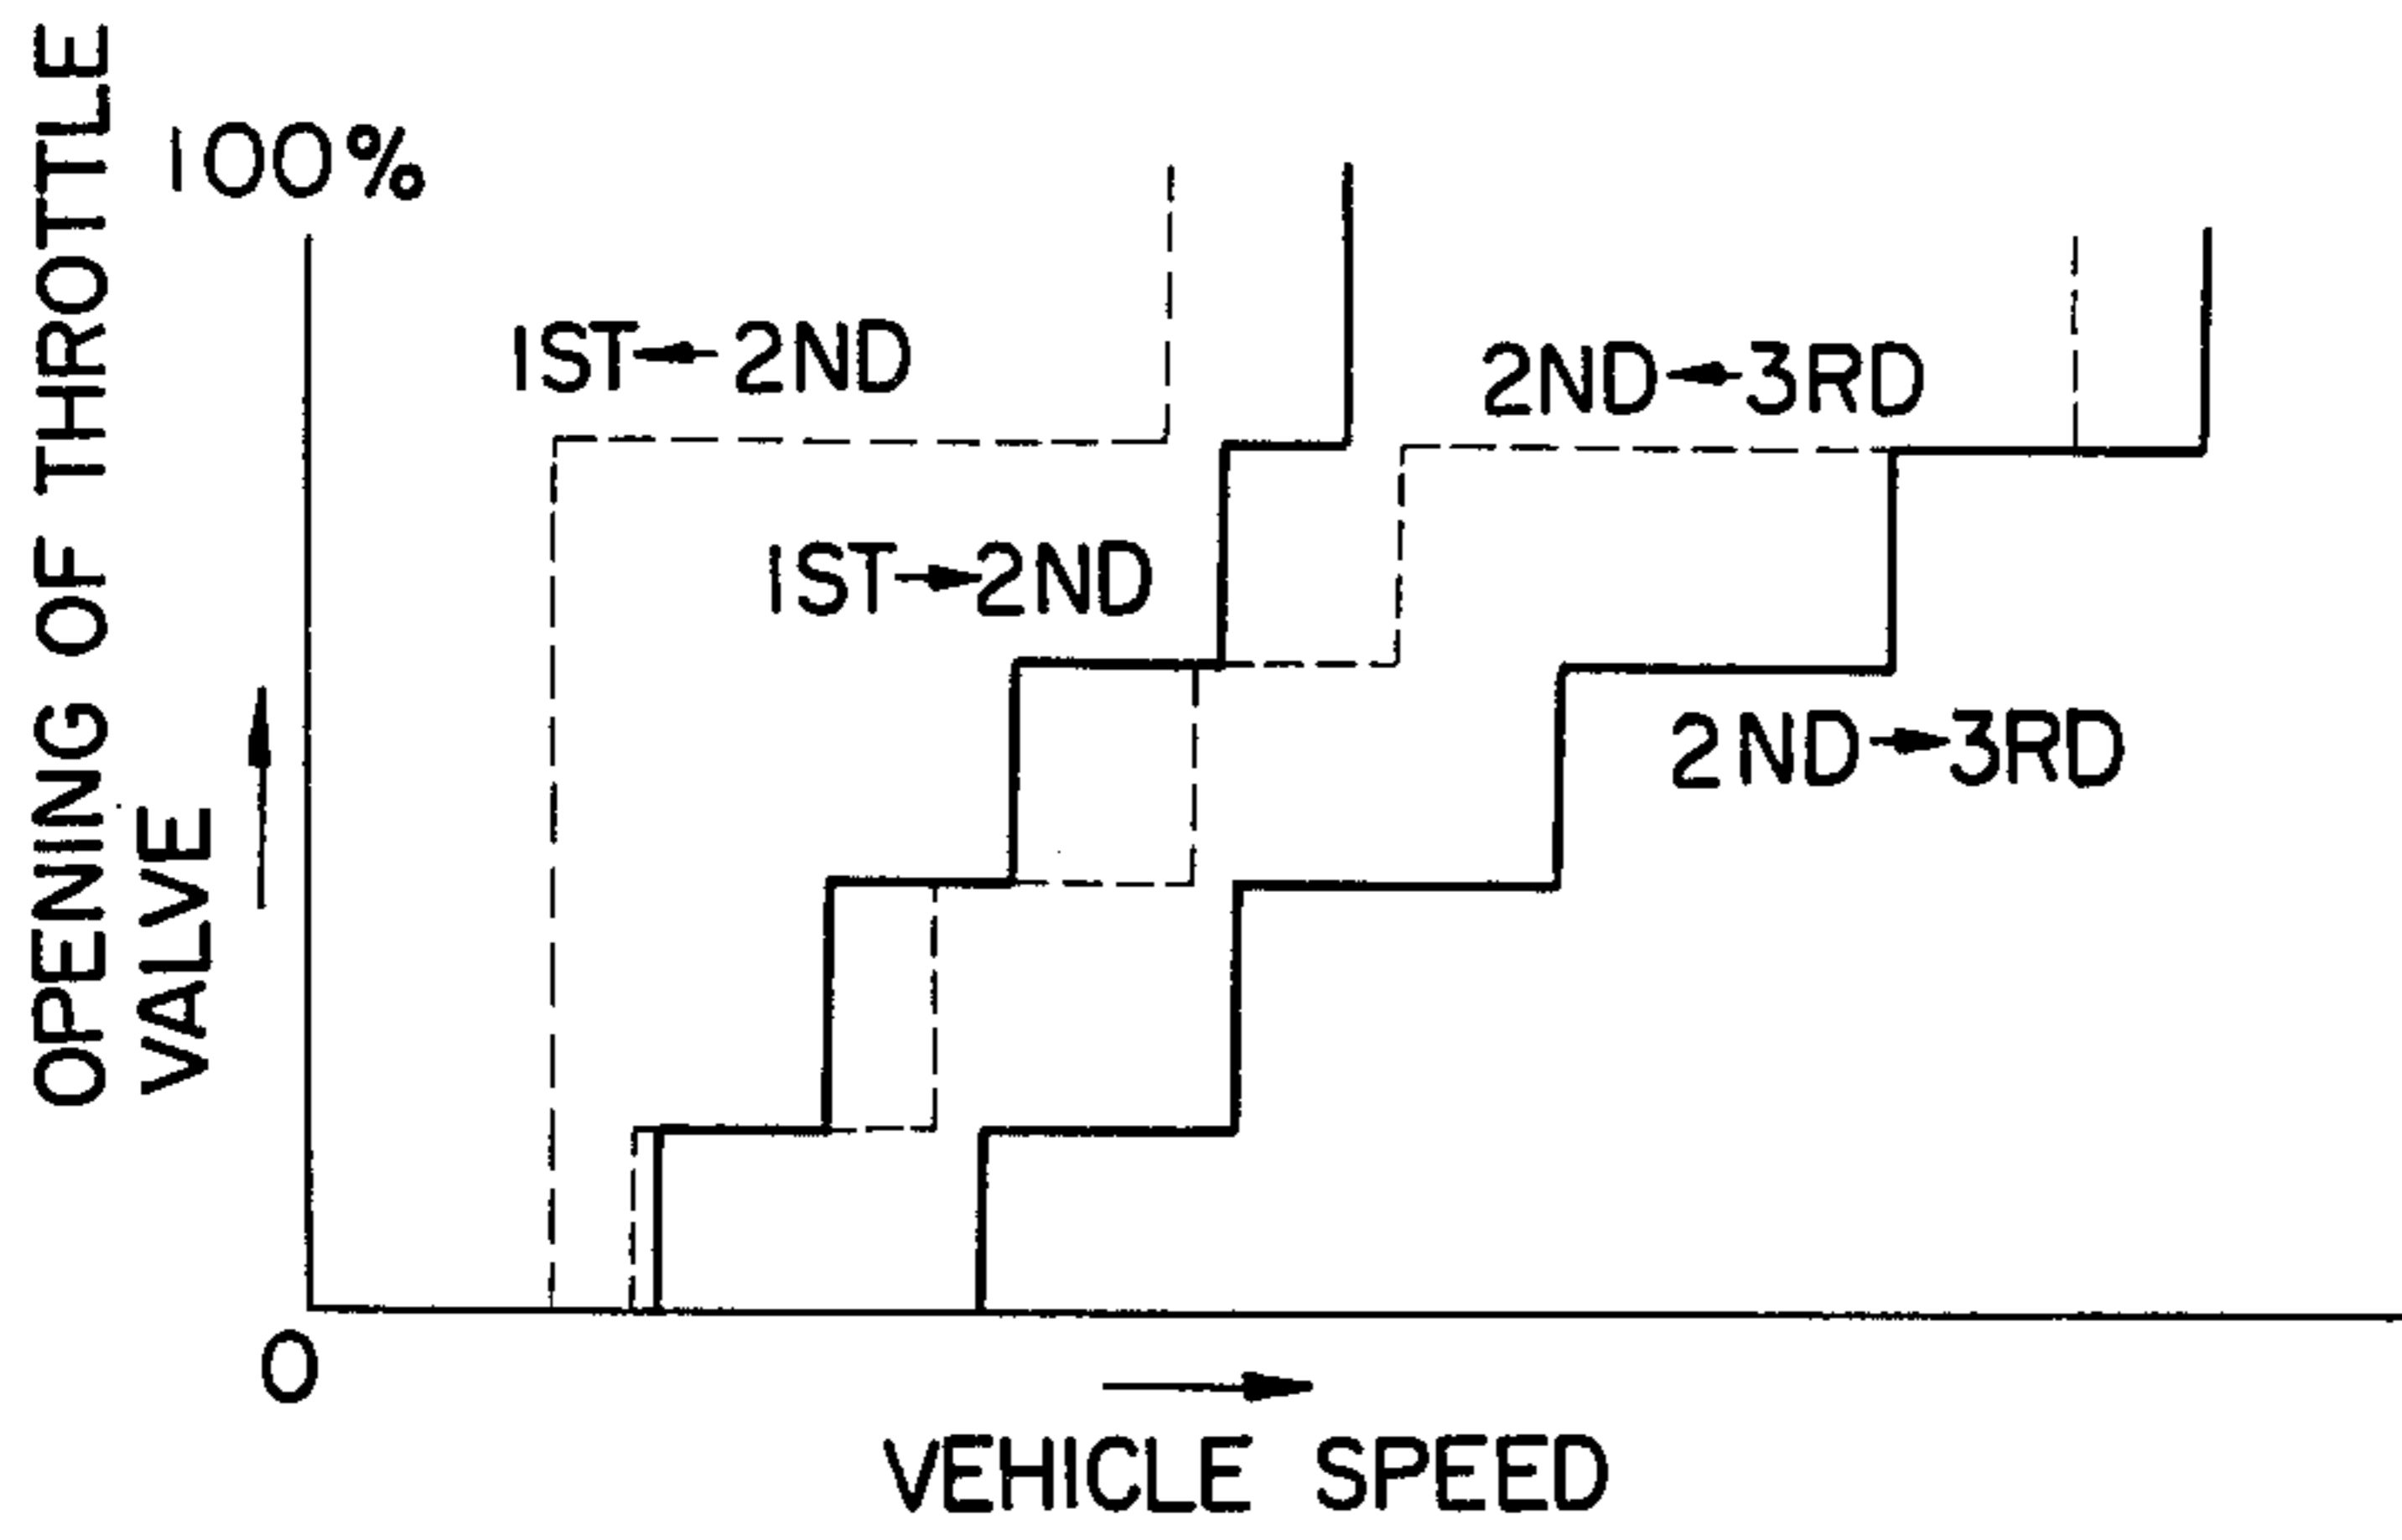 OPENING OF THROTTLE
VALVE
100%
1ST←2ND
2ND←3RD
1ST→2ND
2ND→3RD
0
VEHICLE SPEED